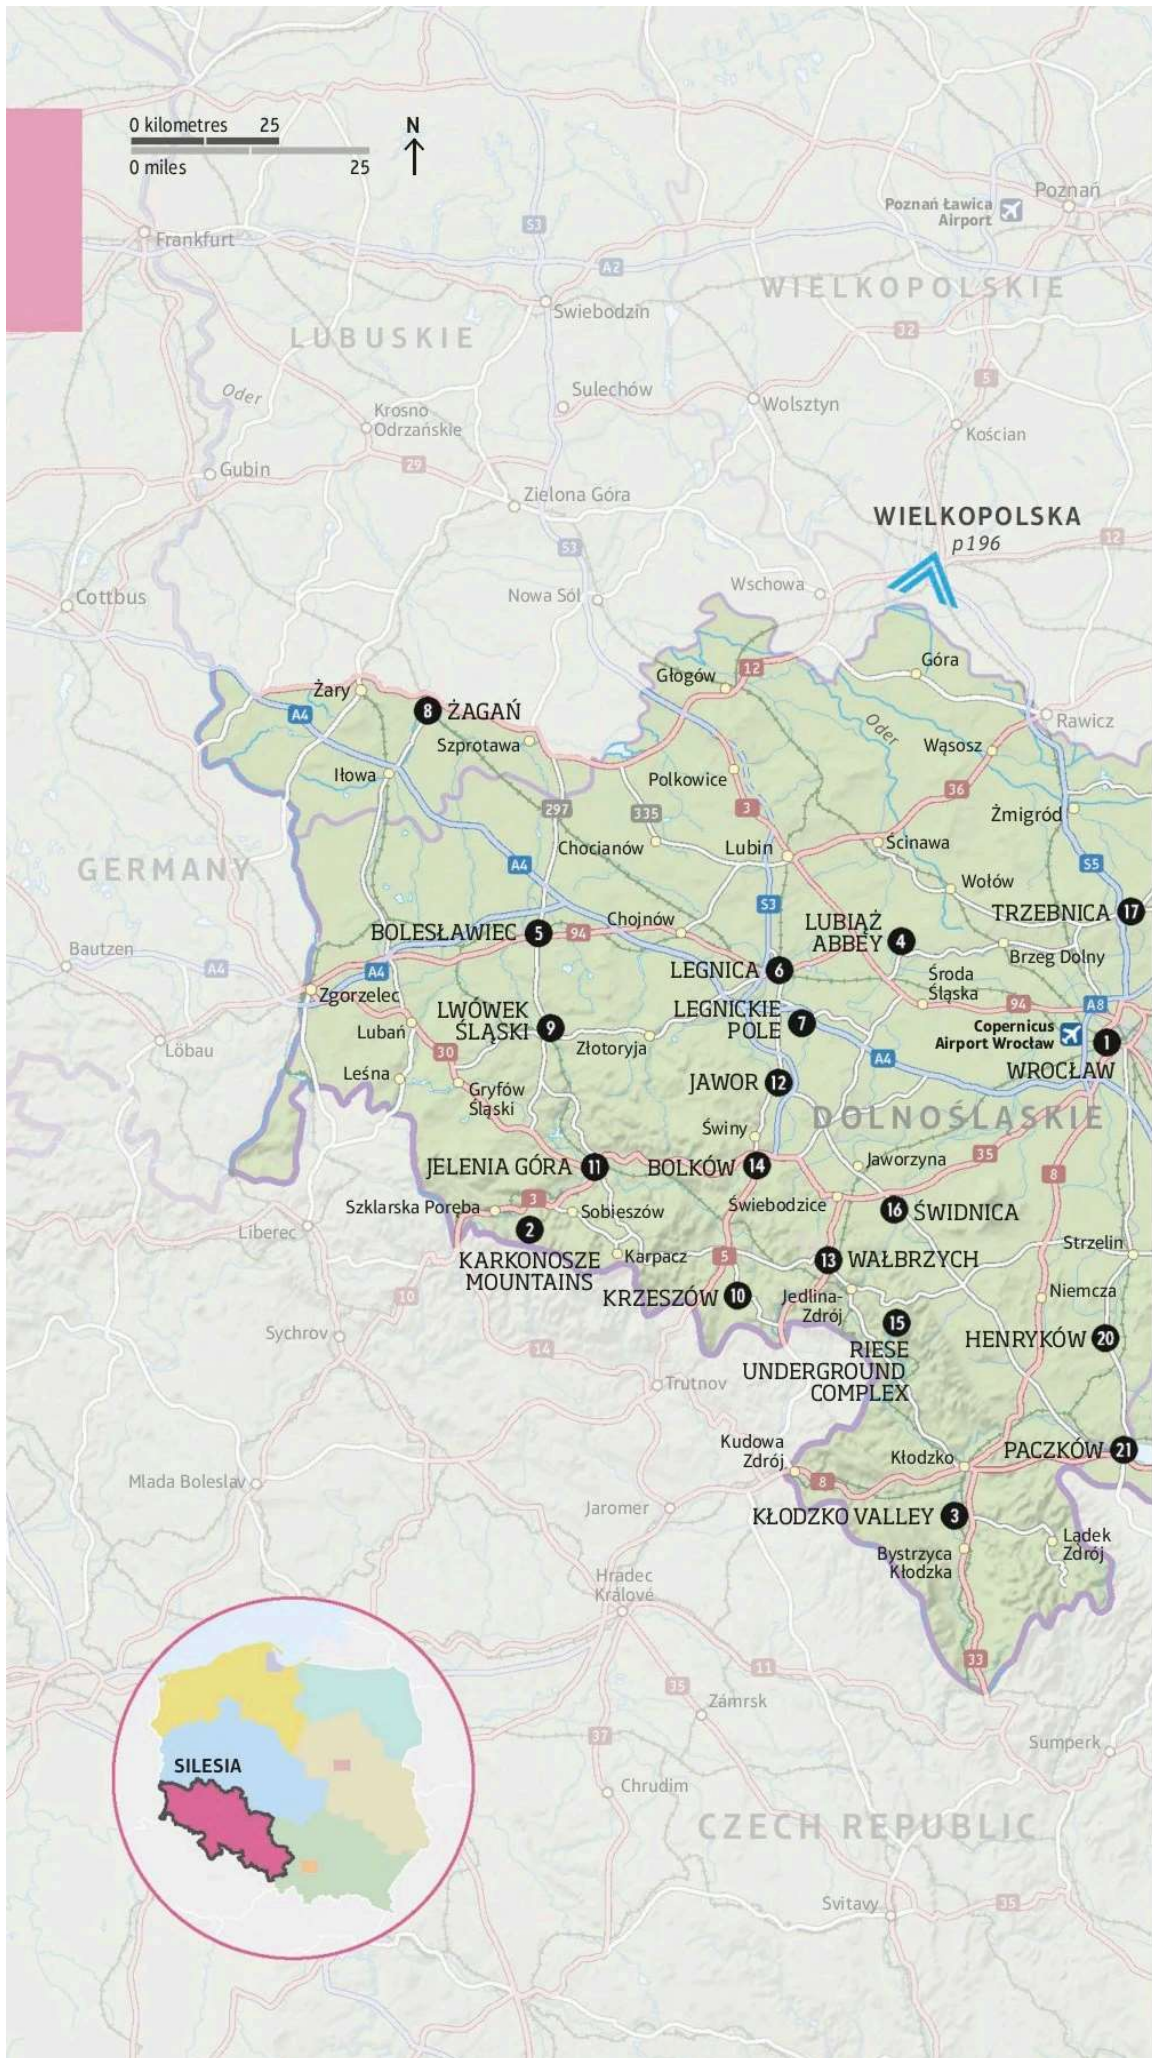 0 kilometres 25
0 miles 25
N
Poznań
Poznań Ławica
Airport
Frankfurt
S3
A2
WIELKOPOLSKIE
Świebodzin
LUBUSKIE
32
5
Oder
Sulechów
Wolsztyn
Krosno
Odrzańskie
Kościan
29
Gubin
Zielona Góra
WIELKOPOLSKA
p196
12
S3
Wschowa
Nowa Sól
Cottbus
Góra
12
Głogów
Żary
A4
8 ŻAGAŃ
Rawicz
Oder
Szprotawa
Wąsosz
Iłowa
Polkowice
36
297
335
3
Żmigród
Chocianów
Lubin
Ścinawa
GERMANY
A4
S5
Wołów
S3
TRZEBNICA 17
Chojnów
LUBIĄŻ
ABBEY 4
BOLESŁAWIEC 5
94
Bautzen
A4
A4
LEGNICA 6
Brzeg Dolny
Środa
Śląska
Zgorzelec
94
A8
LWÓWEK
ŚLĄSKI 9
LEGNICKIE
POLE 7
Copernicus
Airport Wrocław
1
WROCŁAW
Lubań
Złotoryja
Löbau
30
A4
Leśna
Gryfów
Śląski
JAWOR 12
DOLNOŚLĄSKIE
Świny
JELENIA GÓRA 11
BOLKÓW 14
Jaworzyna
35
8
Szklarska Poręba
3
Sobieszów
Świebodzice
16 ŚWIDNICA
Liberec
2
KARKONOSZE
MOUNTAINS
Karpacz
5
13 WAŁBRZYCH
Strzelin
10
KRZESZÓW 10
Jedlina-
Zdrój
Niemcza
Sychrov
15
RIESE
UNDERGROUND
COMPLEX
HENRYKÓW 20
14
Trutnov
Kudowa
Zdrój
Kłodzko
PACZKÓW 21
Mlada Boleslav
8
Jaromer
KŁODZKO VALLEY 3
Lądek
Zdrój
Bystrzyca
Kłodzka
Hradec
Králové
33
11
35
Zámrsk
SILESIA
37
Sumperk
Chrudim
CZECH REPUBLIC
Svitavy
35